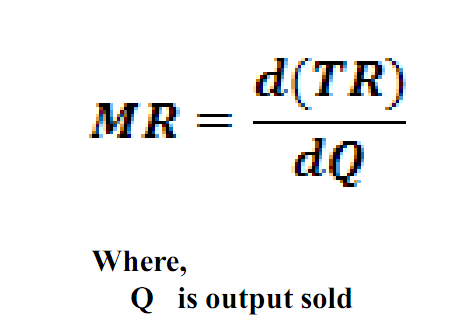 MR = d(TR)/dQ
Where,
Q is output sold